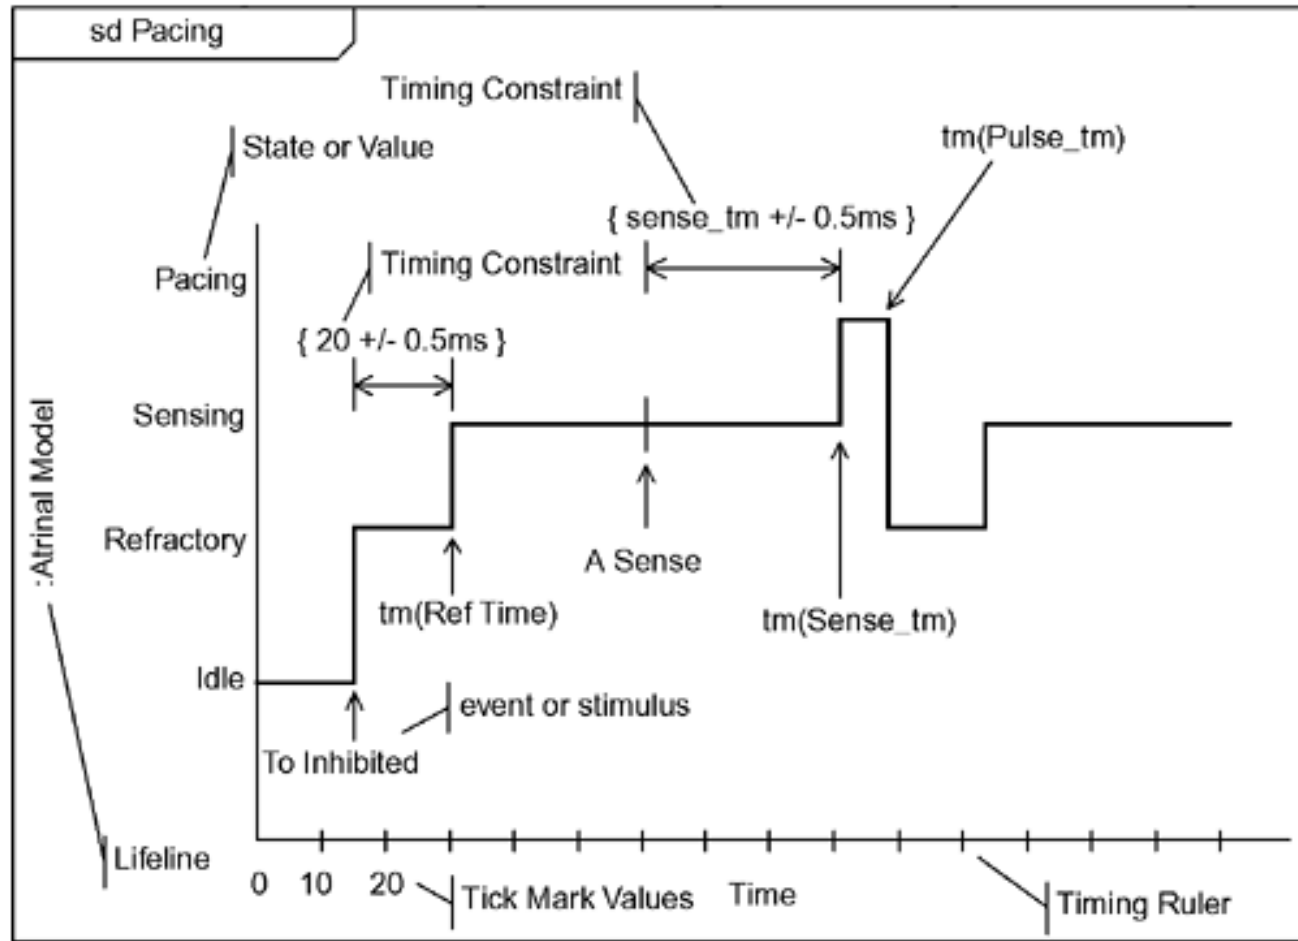 sd Pacing
Timing Constraint
tm(Pulse_tm)
State or Value
{ sense_tm +/- 0.5ms }
Timing Constraint
Pacing
{ 20 +/- 0.5ms }
Sensing
:Atrinal Model
Refractory
A Sense
tm(Ref Time)
tm(Sense_tm)
Idle
event or stimulus
To Inhibited
Lifeline
0 10 20
Tick Mark Values
Time
Timing Ruler